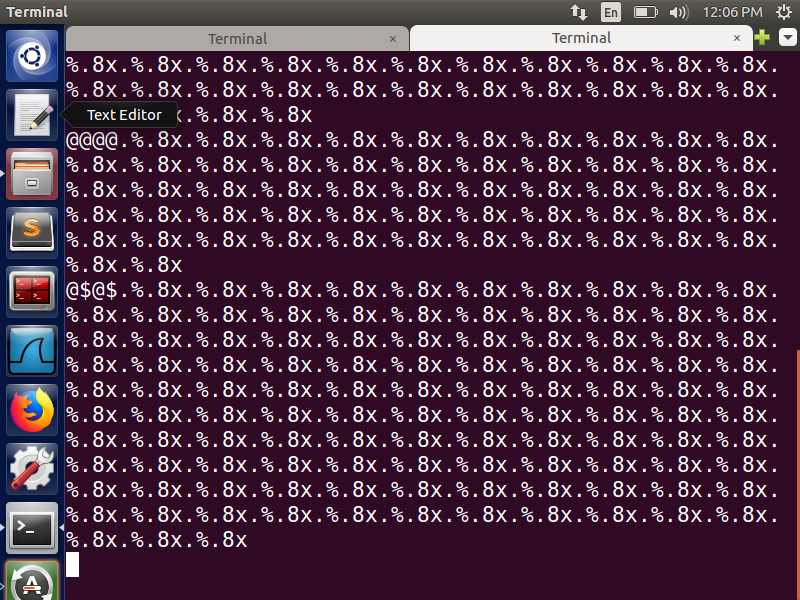 Terminal
En
12:06 PM
Terminal ×
Terminal ×
%.8x.%.8x.%.8x.%.8x.%.8x.%.8x.%.8x.%.8x.%.8x.%.8x.%.8x.
%.8x.%.8x.%.8x.%.8x.%.8x.%.8x.%.8x.%.8x.%.8x.%.8x.%.8x.
Text Editor
.%.8x.%.8x
@@@@.%.8x.%.8x.%.8x.%.8x.%.8x.%.8x.%.8x.%.8x.%.8x.%.8x.
%.8x.%.8x.%.8x.%.8x.%.8x.%.8x.%.8x.%.8x.%.8x.%.8x.%.8x.
%.8x.%.8x.%.8x.%.8x.%.8x.%.8x.%.8x.%.8x.%.8x.%.8x.%.8x.
%.8x.%.8x.%.8x.%.8x.%.8x.%.8x.%.8x.%.8x.%.8x.%.8x.%.8x.
%.8x.%.8x.%.8x.%.8x.%.8x.%.8x.%.8x.%.8x.%.8x.%.8x.%.8x.
%.8x.%.8x
@$@$.%.8x.%.8x.%.8x.%.8x.%.8x.%.8x.%.8x.%.8x.%.8x.%.8x.
%.8x.%.8x.%.8x.%.8x.%.8x.%.8x.%.8x.%.8x.%.8x.%.8x.%.8x.
%.8x.%.8x.%.8x.%.8x.%.8x.%.8x.%.8x.%.8x.%.8x.%.8x.%.8x.
%.8x.%.8x.%.8x.%.8x.%.8x.%.8x.%.8x.%.8x.%.8x.%.8x.%.8x.
%.8x.%.8x.%.8x.%.8x.%.8x.%.8x.%.8x.%.8x.%.8x.%.8x.%.8x.
%.8x.%.8x.%.8x.%.8x.%.8x.%.8x.%.8x.%.8x.%.8x.%.8x.%.8x.
%.8x.%.8x.%.8x.%.8x.%.8x.%.8x.%.8x.%.8x.%.8x.%.8x.%.8x.
%.8x.%.8x.%.8x.%.8x.%.8x.%.8x.%.8x.%.8x.%.8x.%.8x.%.8x.
%.8x.%.8x.%.8x.%.8x.%.8x.%.8x.%.8x.%.8x.%.8x.%.8x.%.8x.
%.8x.%.8x.%.8x.%.8x.%.8x.%.8x.%.8x.%.8x.%.8x.%.8x.%.8x.
%.8x.%.8x.%.8x